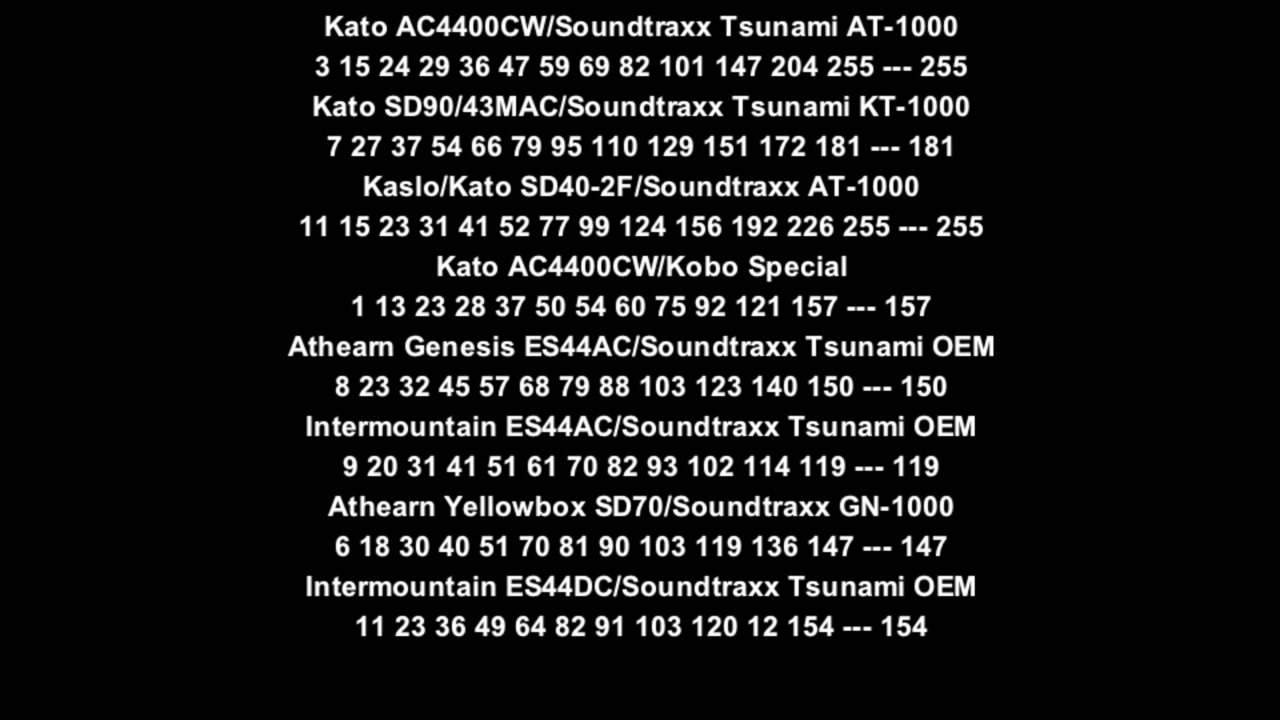 Kato AC4400CW/Soundtraxx Tsunami AT-1000
3 15 24 29 36 47 59 69 82 101 147 204 255 --- 255
Kato SD90/43MAC/Soundtraxx Tsunami KT-1000
7 27 37 54 66 79 95 110 129 151 172 181 --- 181
Kaslo/Kato SD40-2F/Soundtraxx AT-1000
11 15 23 31 41 52 77 99 124 156 192 226 255 --- 255
Kato AC4400CW/Kobo Special
1 13 23 28 37 50 54 60 75 92 121 157 --- 157
Athearn Genesis ES44AC/Soundtraxx Tsunami OEM
8 23 32 45 57 68 79 88 103 123 140 150 --- 150
Intermountain ES44AC/Soundtraxx Tsunami OEM
9 20 31 41 51 61 70 82 93 102 114 119 --- 119
Athearn Yellowbox SD70/Soundtraxx GN-1000
6 18 30 40 51 70 81 90 103 119 136 147 --- 147
Intermountain ES44DC/Soundtraxx Tsunami OEM
11 23 36 49 64 82 91 103 120 12 154 --- 154